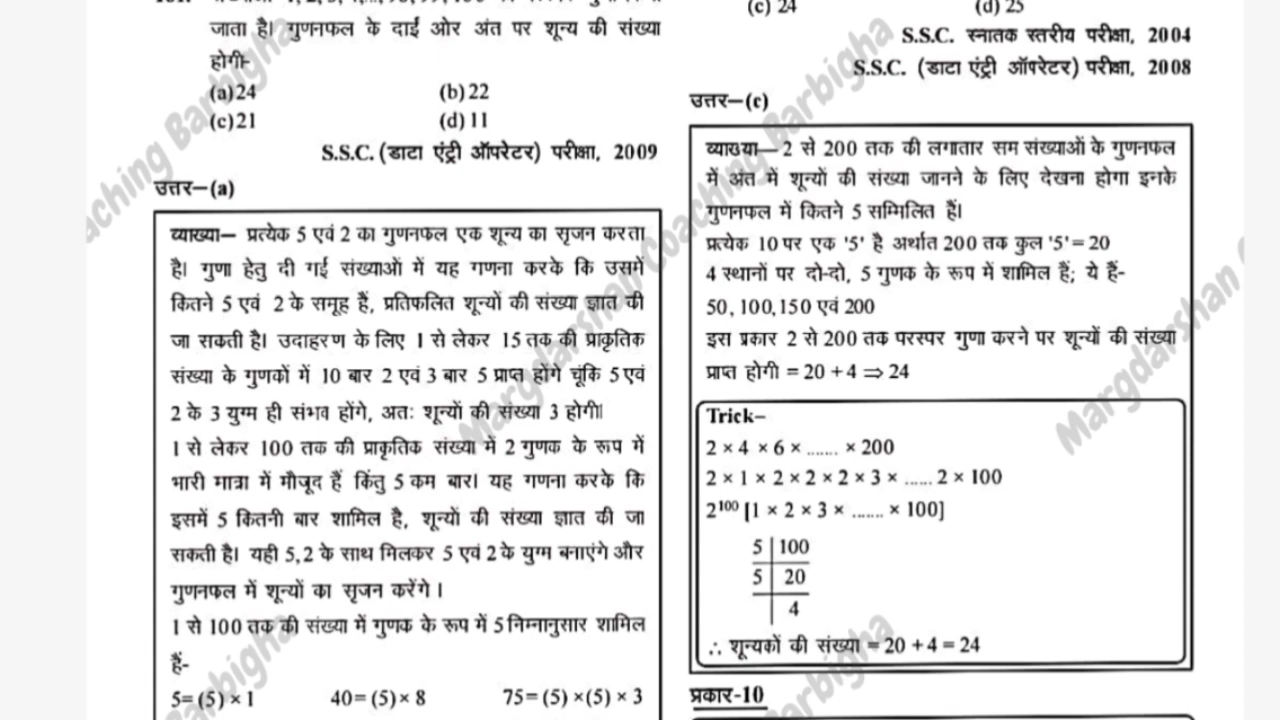 जाता है। गुणनफल के दाईं ओर अंत पर शून्य की संख्या
होगी-
(a) 24 (b) 22
(c) 21 (d) 11
S.S.C. (डाटा एंट्री ऑपरेटर) परीक्षा, 2009
उत्तर–(a)
व्याख्या– प्रत्येक 5 एवं 2 का गुणनफल एक शून्य का सृजन करता
है। गुणा हेतु दी गई संख्याओं में यह गणना करके कि उसमें
कितने 5 एवं 2 के समूह हैं, प्रतिफलित शून्यों की संख्या ज्ञात की
जा सकती है। उदाहरण के लिए 1 से लेकर 15 तक की प्राकृतिक
संख्या के गुणकों में 10 बार 2 एवं 3 बार 5 प्राप्त होंगे चूंकि 5 एवं
2 के 3 युग्म ही संभव होंगे, अतः शून्यों की संख्या 3 होगी।
1 से लेकर 100 तक की प्राकृतिक संख्या में 2 गुणक के रूप में
भारी मात्रा में मौजूद हैं किंतु 5 कम बार। यह गणना करके कि
इसमें 5 कितनी बार शामिल है, शून्यों की संख्या ज्ञात की जा
सकती है। यही 5, 2 के साथ मिलकर 5 एवं 2 के युग्म बनाएंगे और
गुणनफल में शून्यों का सृजन करेंगे।
1 से 100 तक की संख्या में गुणक के रूप में 5 निम्नानुसार शामिल
हैं-
5= (5) × 1 40= (5) × 8 75= (5) ×(5) × 3
(c) 24 (d) 25
S.S.C. स्नातक स्तरीय परीक्षा, 2004
S.S.C. (डाटा एंट्री ऑपरेटर) परीक्षा, 2008
उत्तर–(c)
व्याख्या– 2 से 200 तक की लगातार सम संख्याओं के गुणनफल
में अंत में शून्यों की संख्या जानने के लिए देखना होगा इनके
गुणनफल में कितने 5 सम्मिलित हैं।
प्रत्येक 10 पर एक '5' है अर्थात 200 तक कुल '5' = 20
4 स्थानों पर दो-दो, 5 गुणक के रूप में शामिल हैं; ये हैं-
50, 100, 150 एवं 200
इस प्रकार 2 से 200 तक परस्पर गुणा करने पर शून्यों की संख्या
प्राप्त होगी = 20 + 4 ⇒ 24
Trick–
2 × 4 × 6 × ....... × 200
2 × 1 × 2 × 2 × 2 × 3 × ...... 2 × 100
2¹⁰⁰ [1 × 2 × 3 × ....... × 100]
5 | 100
5 | 20
| 4
∴ शून्यकों की संख्या = 20 + 4 = 24
प्रकार-10
Margdarshan Coaching Barbigha